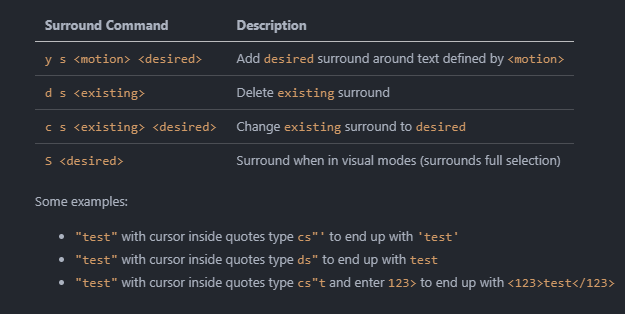 Surround Command Description
y s <motion> <desired> Add desired surround around text defined by <motion>
d s <existing> Delete existing surround
c s <existing> <desired> Change existing surround to desired
S <desired> Surround when in visual modes (surrounds full selection)
Some examples:
• "test" with cursor inside quotes type cs"' to end up with 'test'
• "test" with cursor inside quotes type ds" to end up with test
• "test" with cursor inside quotes type cs"t and enter 123> to end up with <123>test</123>